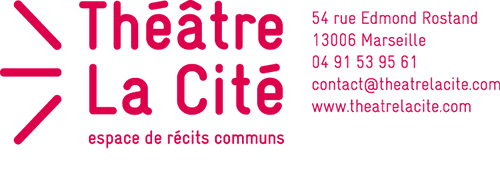 Théâtre
La Cité
espace de récits communs
54 rue Edmond Rostand
13006 Marseille
04 91 53 95 61
contact@theatrelacite.com
www.theatrelacite.com